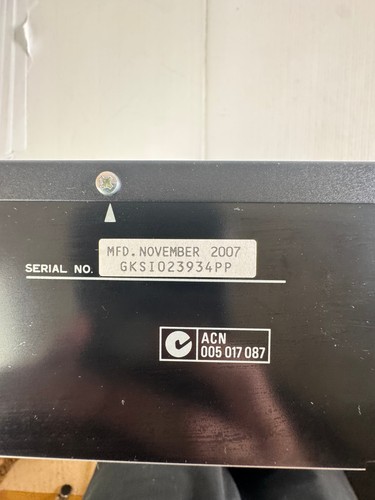 MFD. NOVEMBER 2007
SERIAL NO. GKSI023934PP
ACN
005 017 087